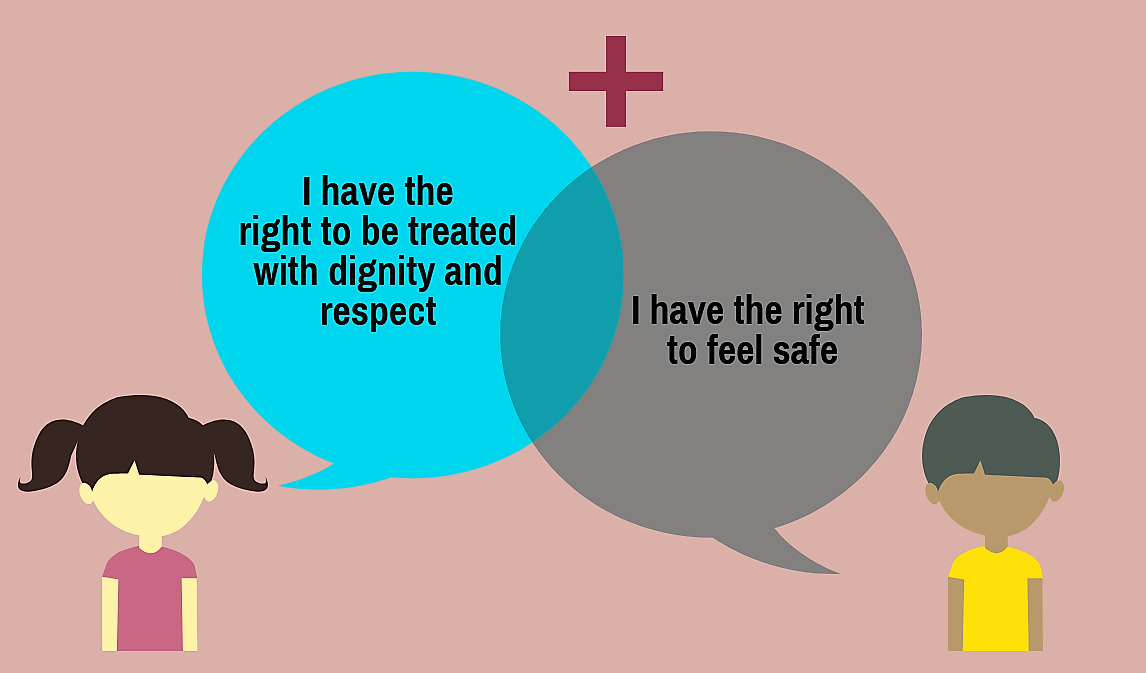 I have the
right to be treated
with dignity and
respect
I have the right
to feel safe